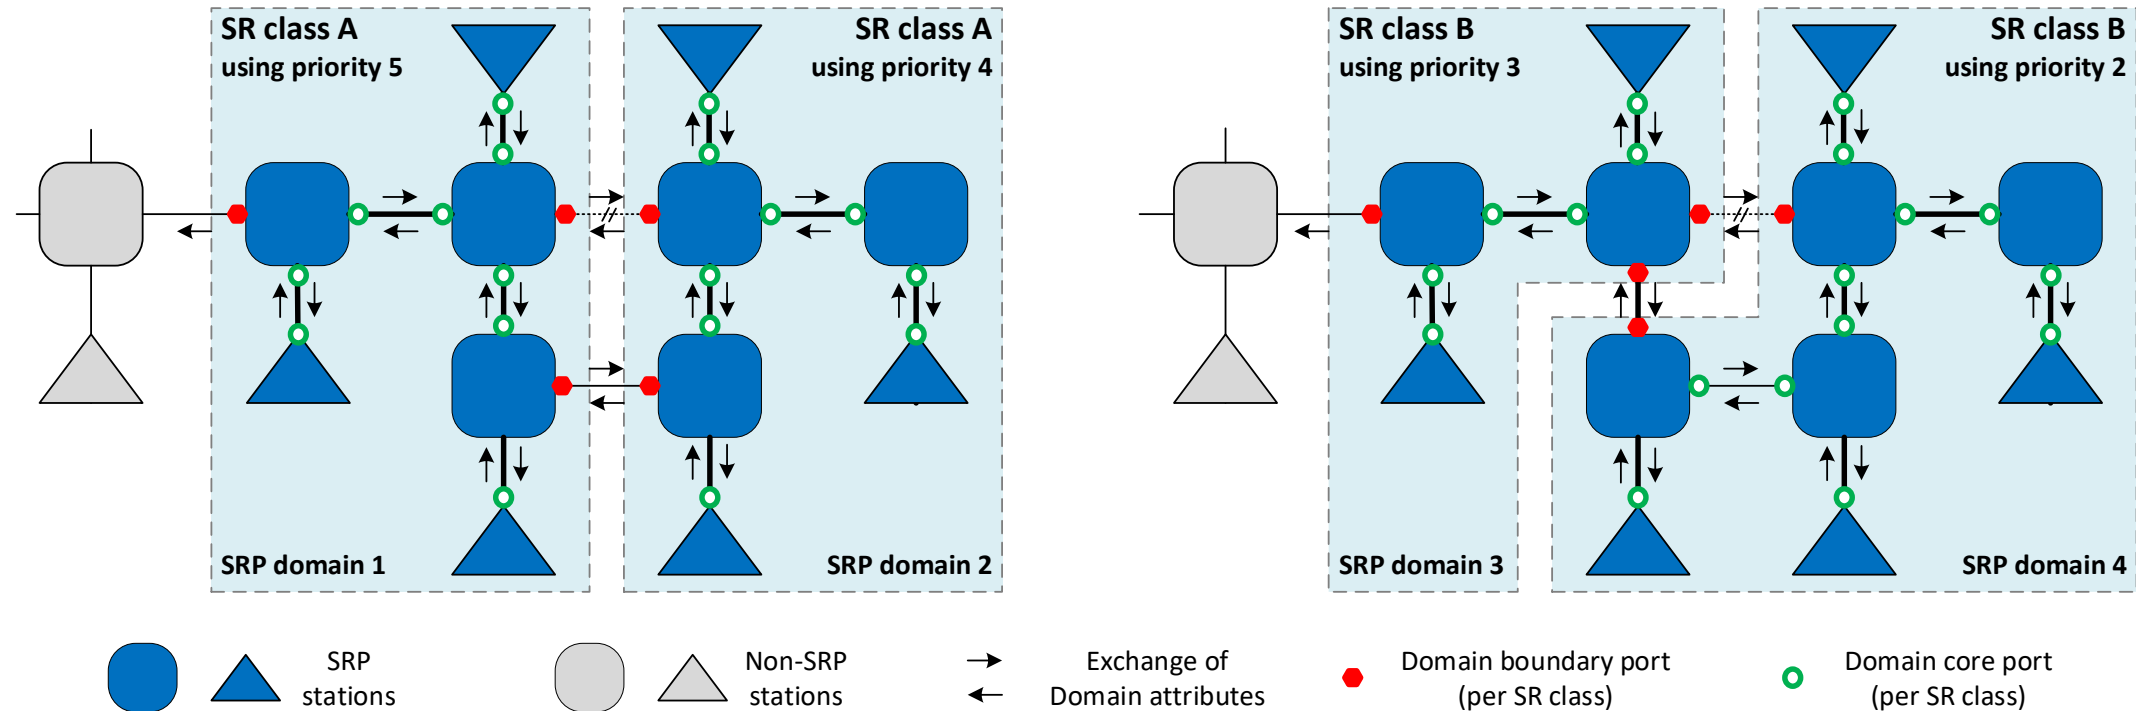 SR class A
using priority 5
SR class A
using priority 4
SR class B
using priority 3
SR class B
using priority 2
SRP domain 1
SRP domain 2
SRP domain 3
SRP domain 4
SRP
stations
Non-SRP
stations
Exchange of
Domain attributes
Domain boundary port
(per SR class)
Domain core port
(per SR class)